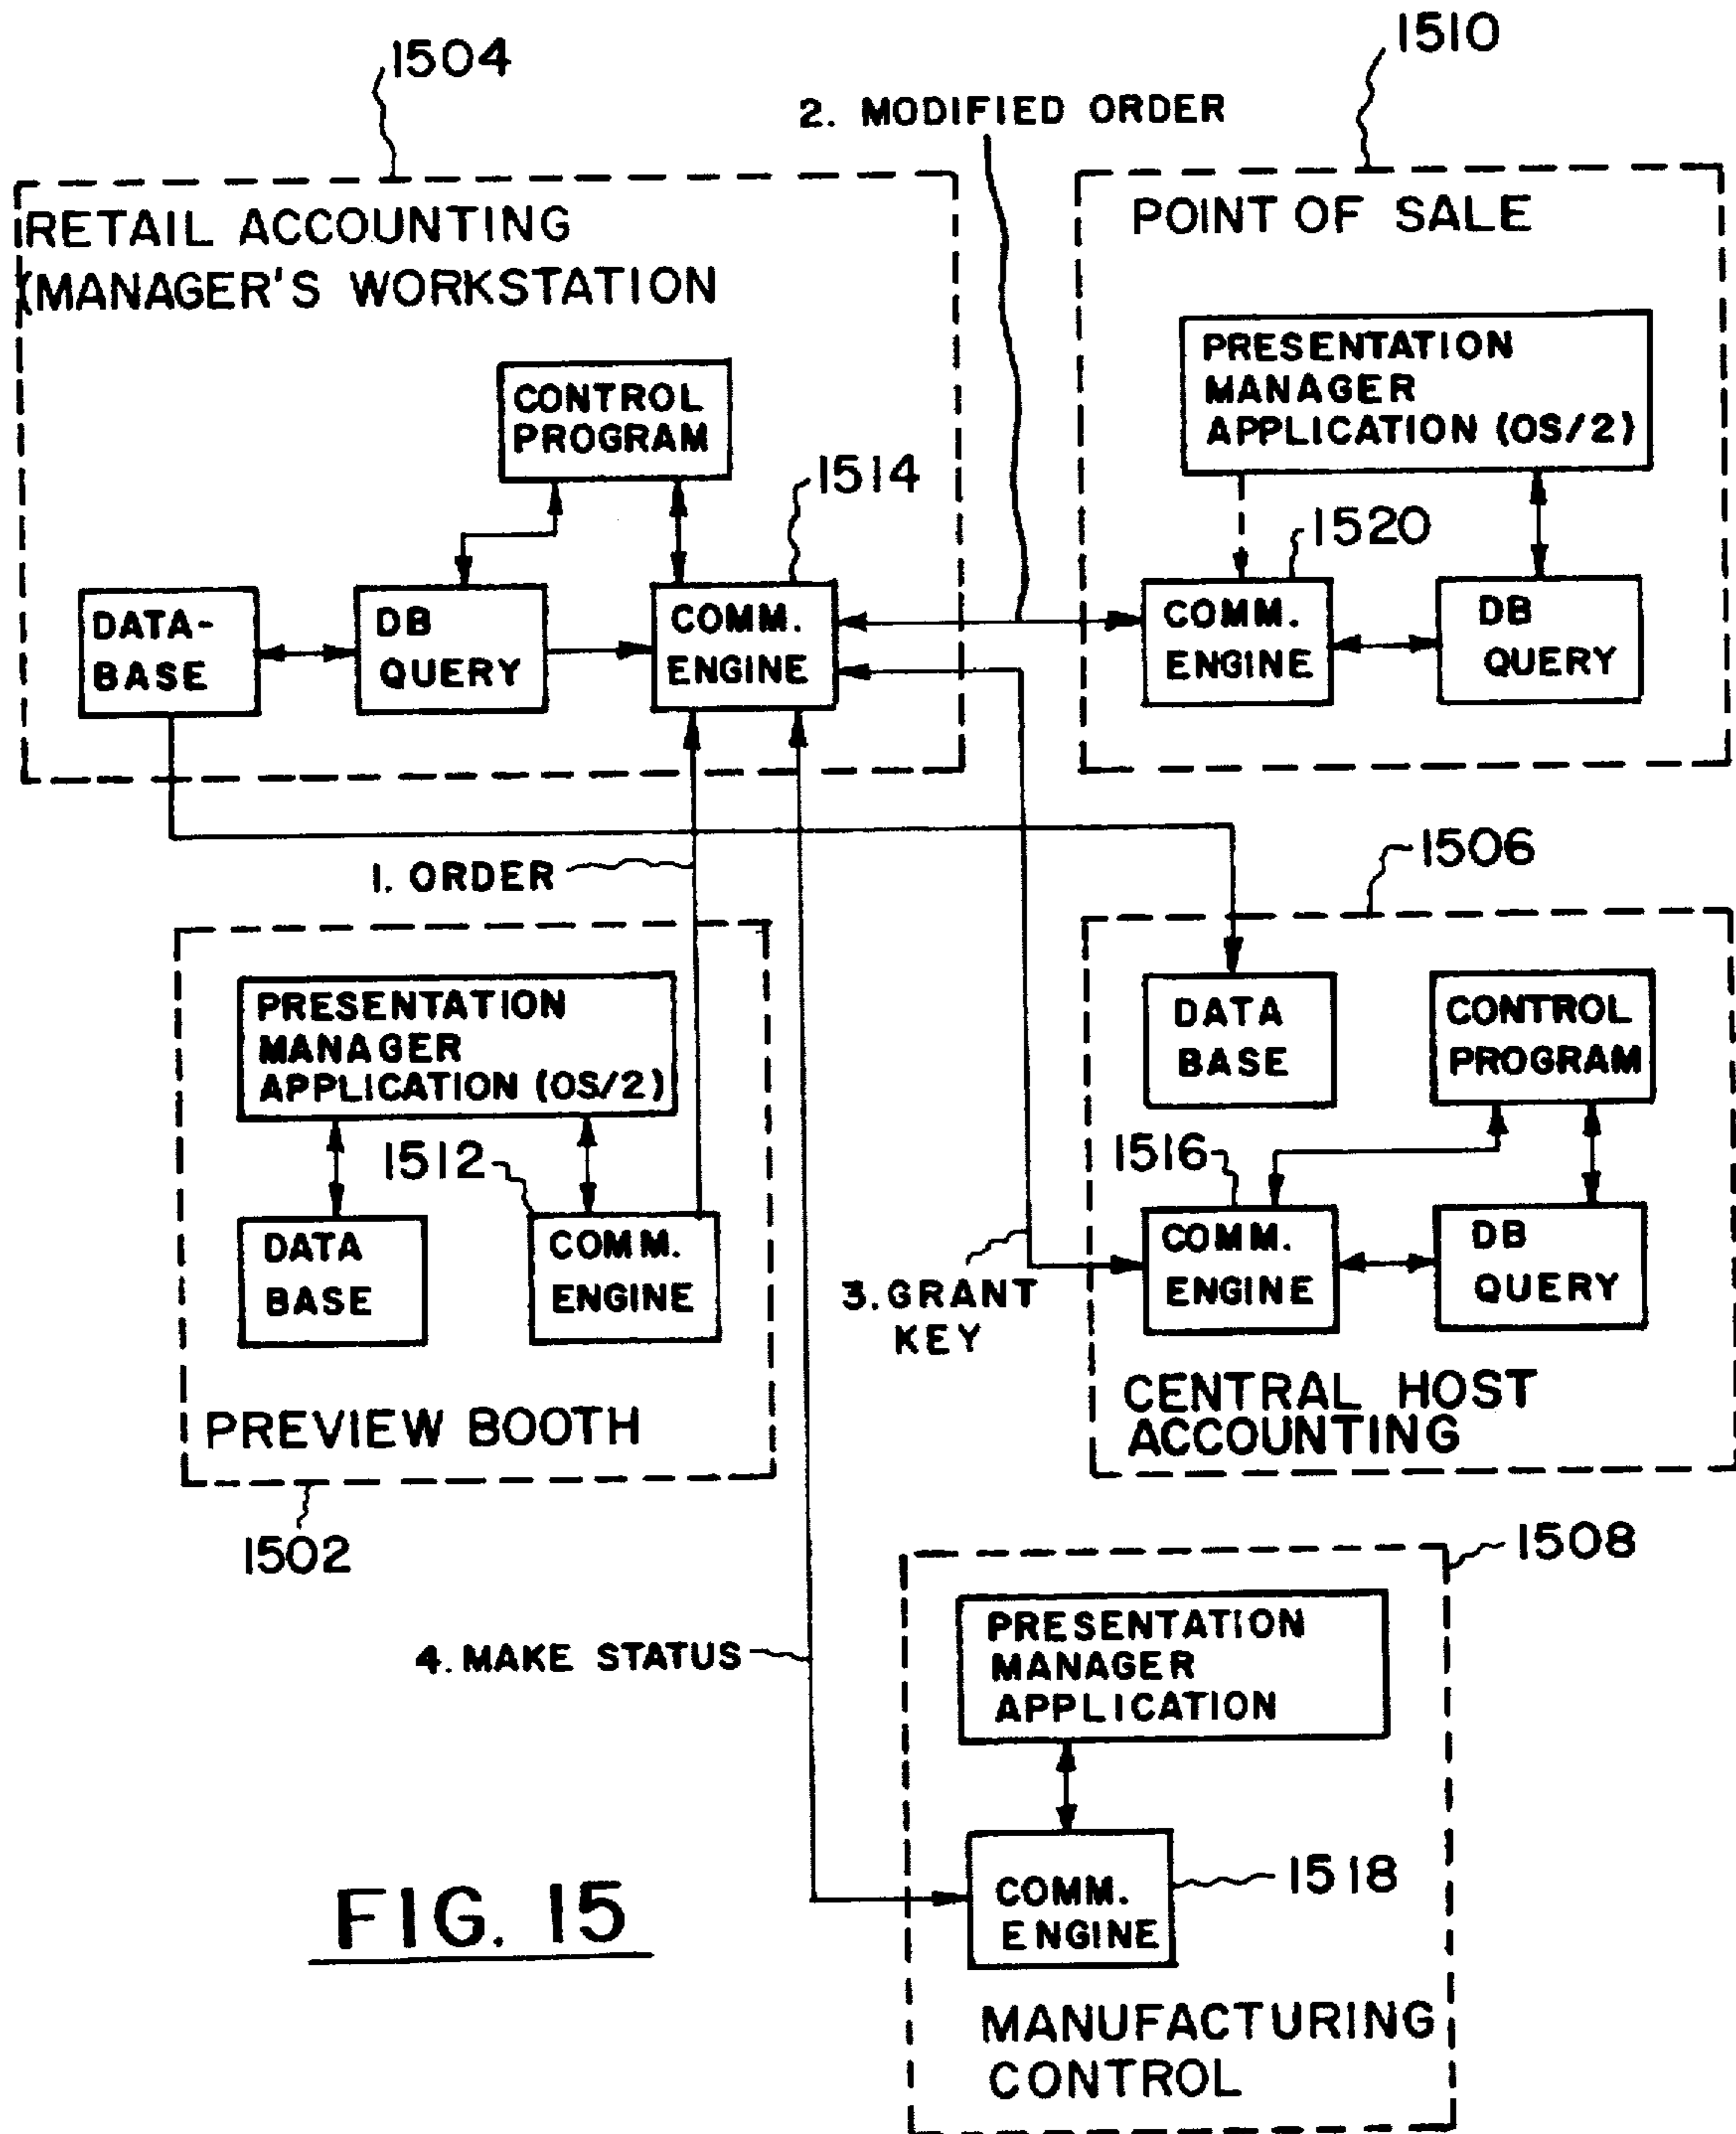 1504
1510
2. MODIFIED ORDER
RETAIL ACCOUNTING
(MANAGER'S WORKSTATION
POINT OF SALE
CONTROL
PROGRAM
PRESENTATION
MANAGER
APPLICATION (OS/2)
1514
1520
DATA-
BASE
DB
QUERY
COMM.
ENGINE
COMM.
ENGINE
DB
QUERY
1. ORDER
1506
PRESENTATION
MANAGER
APPLICATION (OS/2)
DATA
BASE
CONTROL
PROGRAM
1512
1516
DATA
BASE
COMM.
ENGINE
COMM.
ENGINE
DB
QUERY
3. GRANT
KEY
PREVIEW BOOTH
CENTRAL HOST
ACCOUNTING
1502
1508
PRESENTATION
MANAGER
APPLICATION
4. MAKE STATUS
COMM.
ENGINE
1518
FIG. 15
MANUFACTURING
CONTROL